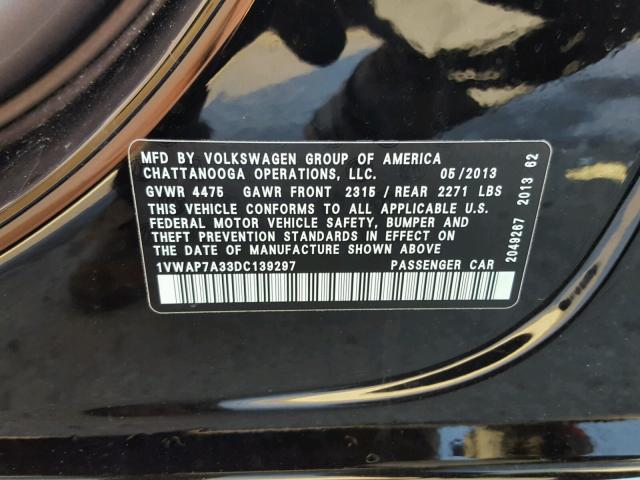 MFD BY VOLKSWAGEN GROUP OF AMERICA
CHATTANOOGA OPERATIONS, LLC. 05/2013
GVWR 4475 GAWR FRONT 2315 / REAR 2271 LBS
THIS VEHICLE CONFORMS TO ALL APPLICABLE U.S.
FEDERAL MOTOR VEHICLE SAFETY, BUMPER AND
THEFT PREVENTION STANDARDS IN EFFECT ON
THE DATE OF MANUFACTURE SHOWN ABOVE
1VWAP7A33DC139297 PASSENGER CAR
2049267 2013 62